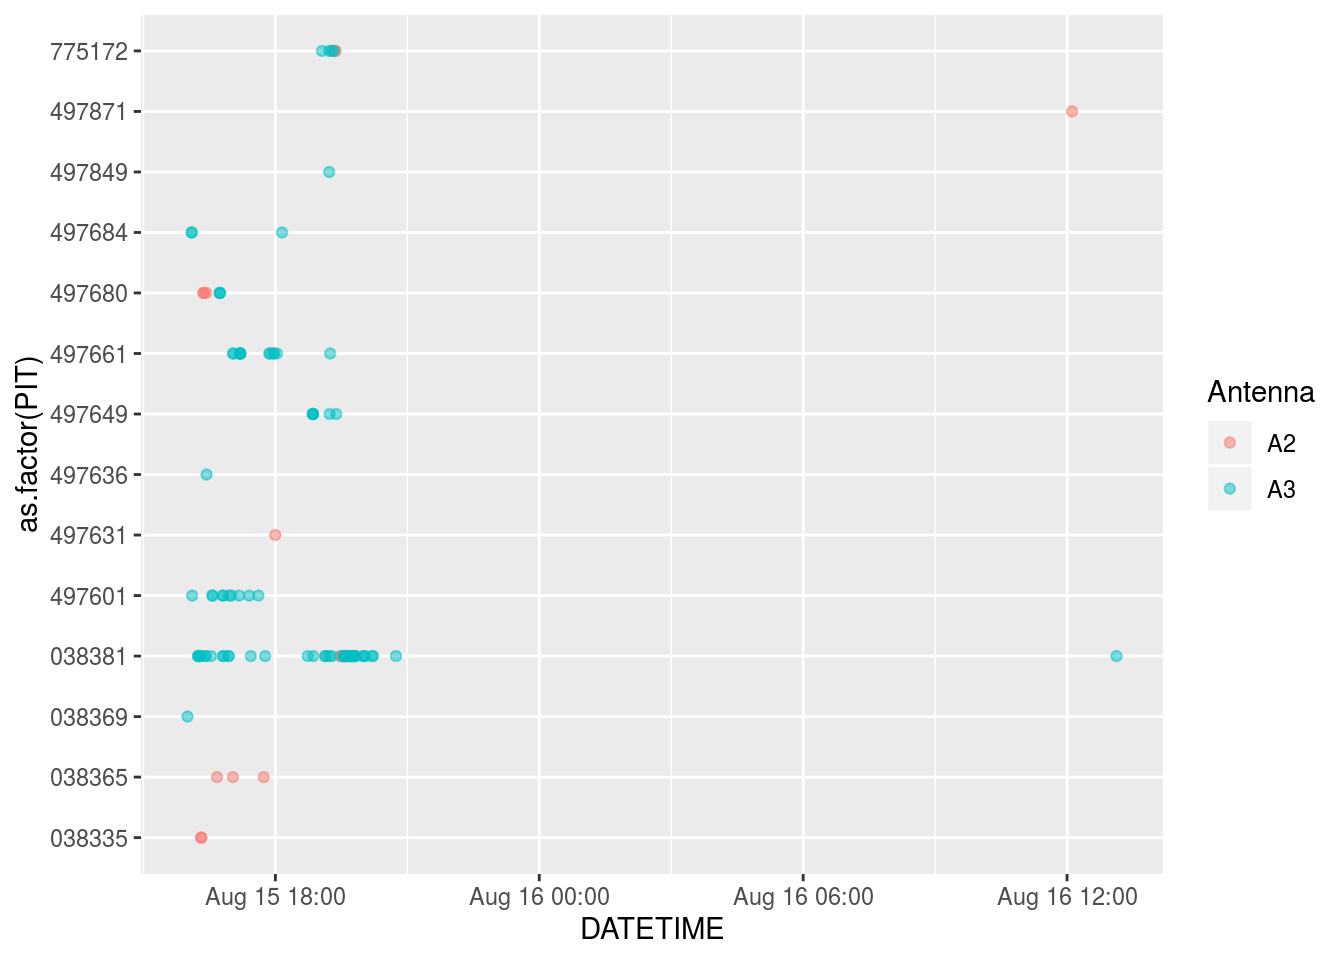 775172
497871
497849
497684
497680
497661
497649
497636
497631
497601
038381
038369
038365
038335
as.factor(PIT)
Aug 15 18:00
Aug 16 00:00
Aug 16 06:00
Aug 16 12:00
DATETIME
Antenna
A2
A3